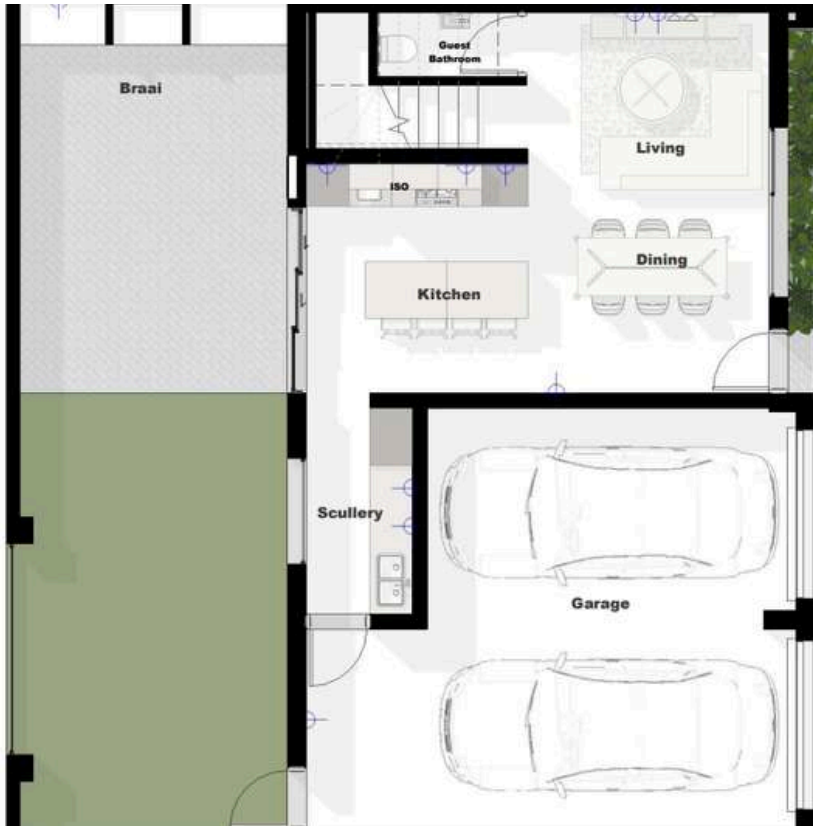 Guest
Bathroom
Braai
Living
ISO
Dining
Kitchen
Scullery
Garage